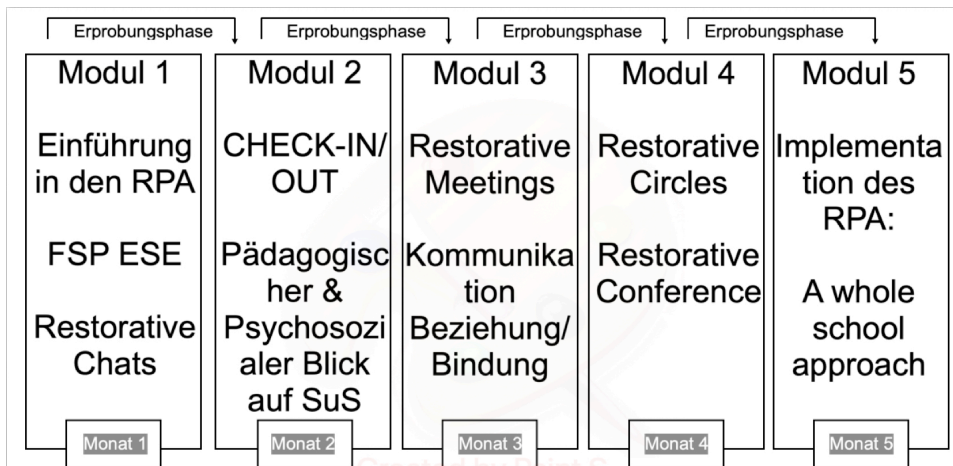 Erprobungsphase
Erprobungsphase
Erprobungsphase
Erprobungsphase
Modul 1
Einführung
in den RPA
FSP ESE
Restorative
Chats
Monat 1
Modul 2
CHECK-IN/
OUT
Pädagogisc
her &
Psychosozi
aler Blick
auf SuS
Monat 2
Modul 3
Restorative
Meetings
Kommunika
tion
Beziehung/
Bindung
Monat 3
Modul 4
Restorative
Circles
Restorative
Conference
Monat 4
Modul 5
Implementa
tion des
RPA:
A whole
school
approach
Monat 5
Created by Paint S